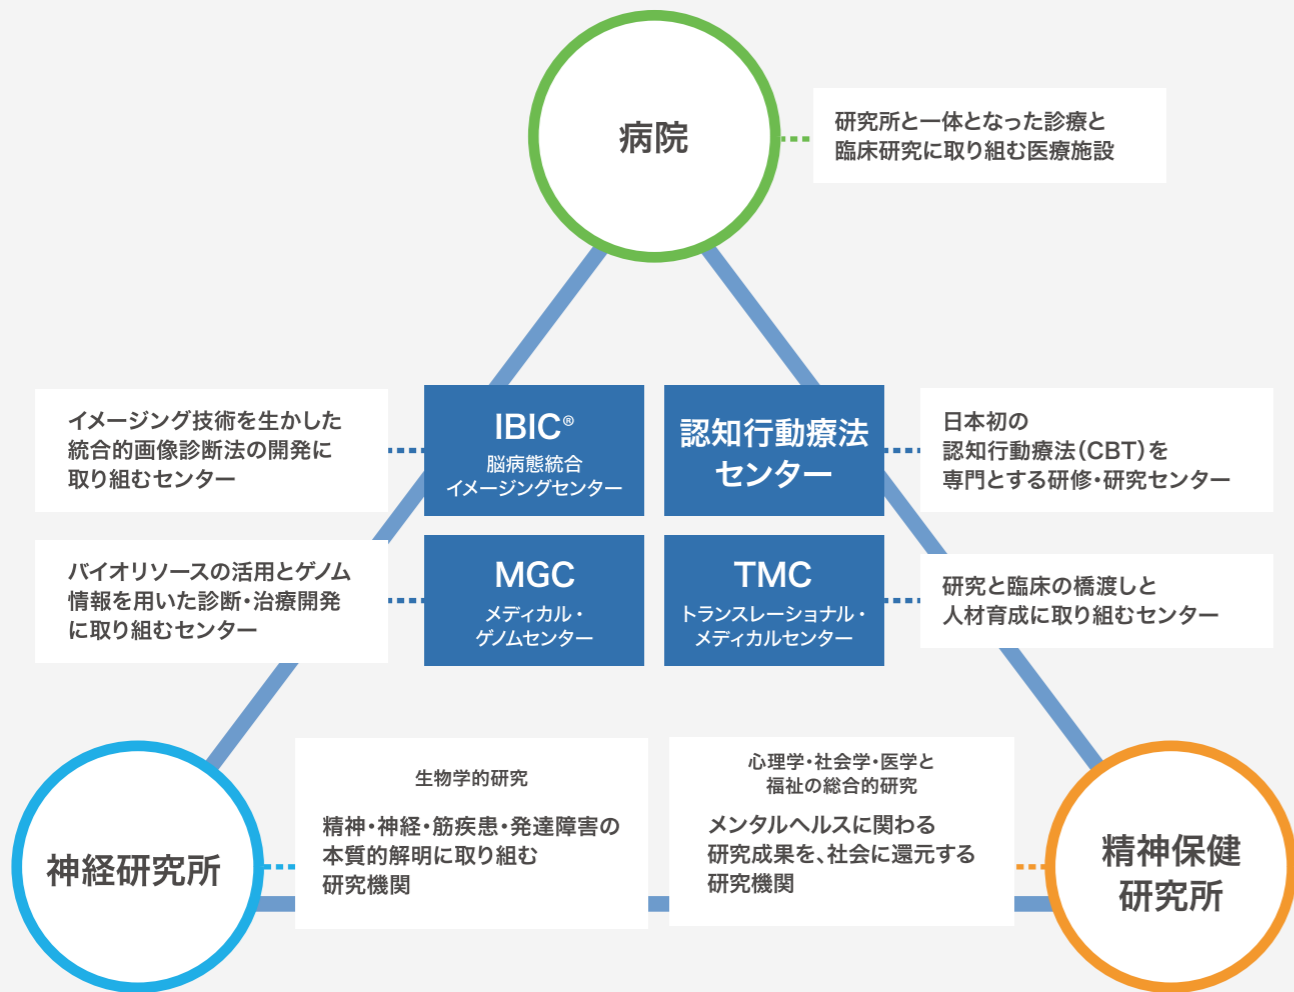 病院
研究所と一体となった診療と
臨床研究に取り組む医療施設
イメージング技術を生かした
統合的画像診断法の開発に
取り組むセンター
IBIC®
脳病態統合
イメージングセンター
認知行動療法
センター
日本初の
認知行動療法(CBT)を
専門とする研修・研究センター
バイオリソースの活用とゲノム
情報を用いた診断・治療開発
に取り組むセンター
MGC
メディカル・
ゲノムセンター
TMC
トランスレーショナル・
メディカルセンター
研究と臨床の橋渡しと
人材育成に取り組むセンター
神経研究所
生物学的研究
精神・神経・筋疾患・発達障害の
本質的解明に取り組む
研究機関
心理学・社会学・医学と
福祉の総合的研究
メンタルヘルスに関わる
研究成果を、社会に還元する
研究機関
精神保健
研究所